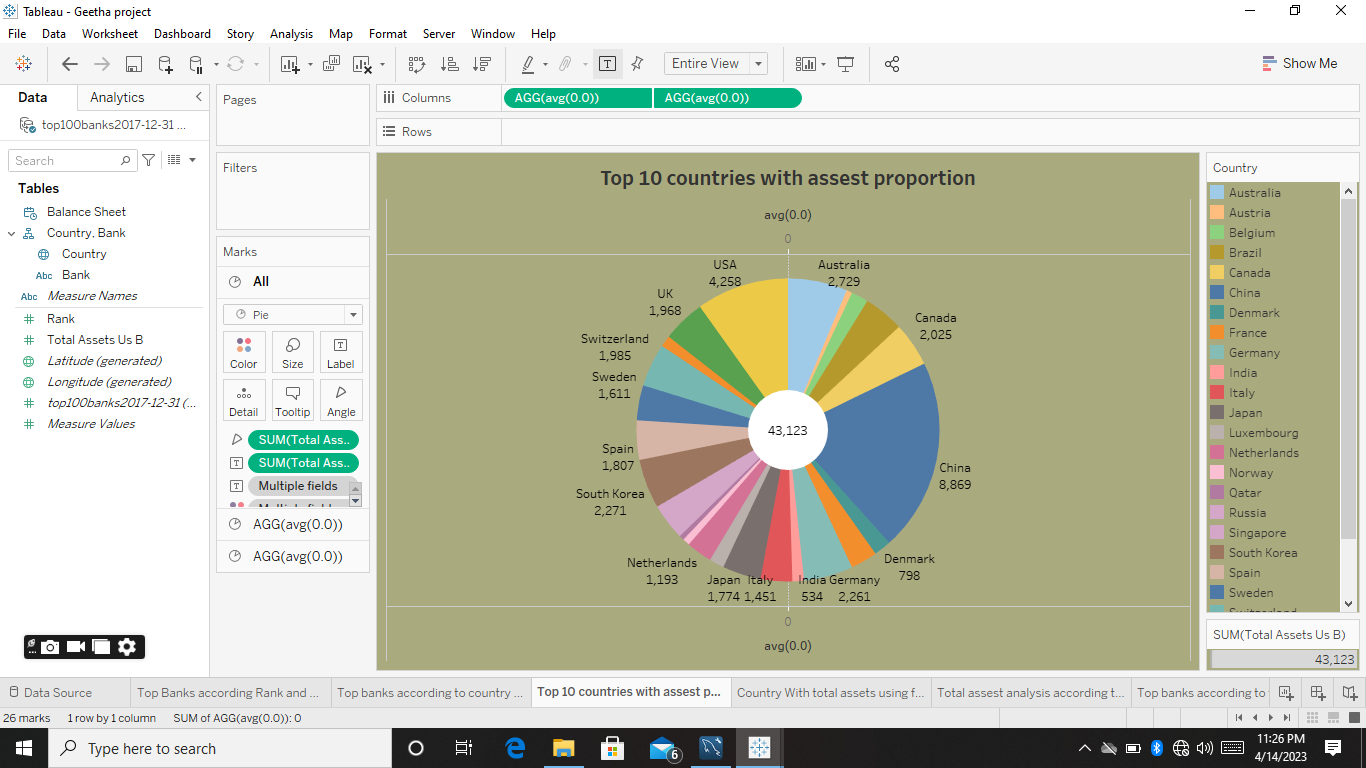 Tableau - Geetha project
File Data Worksheet Dashboard Story Analysis Map Format Server Window Help
Entire View
Show Me
Data Analytics
top100banks2017-12-31 ...
Search
Tables
Balance Sheet
Country, Bank
Country
Abc Bank
Abc Measure Names
# Rank
# Total Assets Us B
Latitude (generated)
Longitude (generated)
# top100banks2017-12-31 (...
# Measure Values
Pages
Filters
Marks
All
Pie
Color Size Label
Detail Tooltip Angle
SUM(Total Ass..
SUM(Total Ass..
Multiple fields
AGG(avg(0.0))
AGG(avg(0.0))
Columns AGG(avg(0.0)) AGG(avg(0.0))
Rows
Top 10 countries with assest proportion
avg(0.0)
0
USA
4,258
Australia
2,729
UK
1,968
Canada
2,025
Switzerland
1,985
Sweden
1,611
43,123
Spain
1,807
China
8,869
South Korea
2,271
Denmark
798
Netherlands
1,193
Japan
1,774
Italy
1,451
India
534
Germany
2,261
0
avg(0.0)
Country
Australia
Austria
Belgium
Brazil
Canada
China
Denmark
France
Germany
India
Italy
Japan
Luxembourg
Netherlands
Norway
Qatar
Russia
Singapore
South Korea
Spain
Sweden
Switzerland
SUM(Total Assets Us B)
43,123
Data Source Top Banks according Rank and ... Top banks according to country ... Top 10 countries with assest p... Country With total assets using f... Total assest analysis according t... Top banks according to
26 marks 1 row by 1 column SUM of AGG(avg(0.0)): 0
Type here to search
6
11:26 PM
4/14/2023